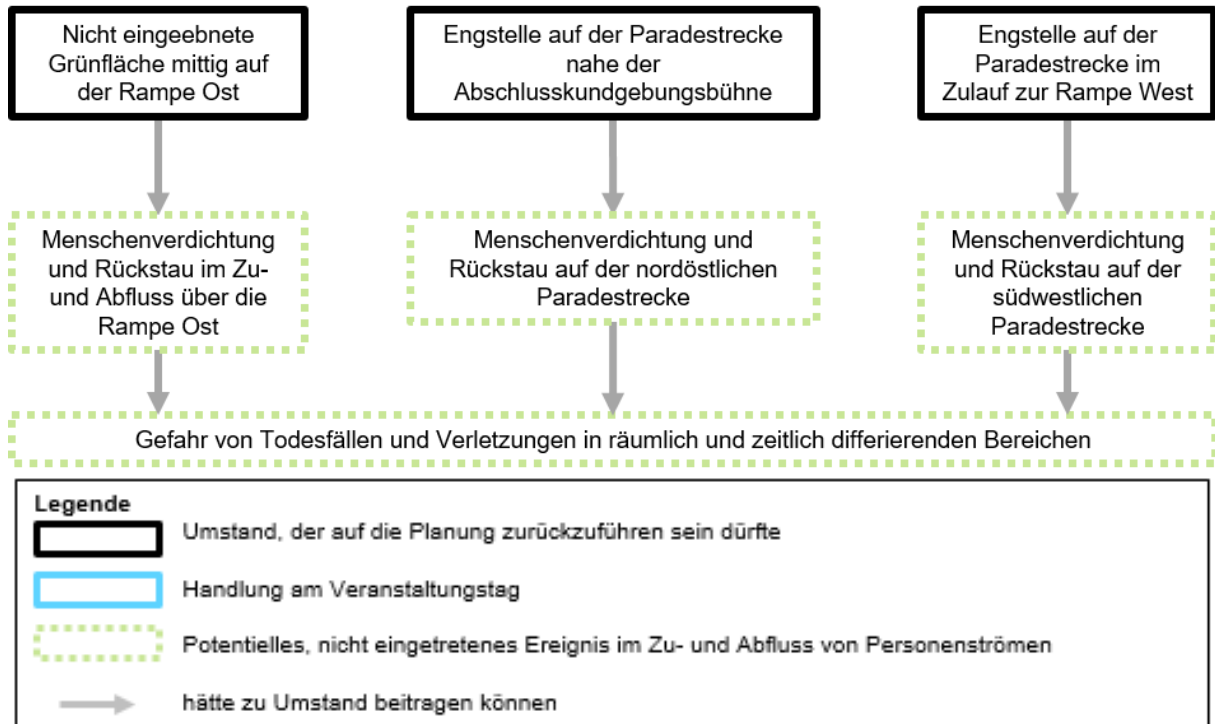 Nicht eingeebnete
Grünfläche mittig auf
der Rampe Ost
Engstelle auf der Paradestrecke
nahe der
Abschlusskundgebungsbühne
Engstelle auf der
Paradestrecke im
Zulauf zur Rampe West
Menschenverdichtung
und Rückstau im Zu-
und Abfluss über die
Rampe Ost
Menschenverdichtung und
Rückstau auf der nordöstlichen
Paradestrecke
Menschenverdichtung
und Rückstau auf der
südwestlichen
Paradestrecke
Gefahr von Todesfällen und Verletzungen in räumlich und zeitlich differierenden Bereichen
Legende
Umstand, der auf die Planung zurückzuführen sein dürfte
Handlung am Veranstaltungstag
Potentielles, nicht eingetretenes Ereignis im Zu- und Abfluss von Personenströmen
hätte zu Umstand beitragen können